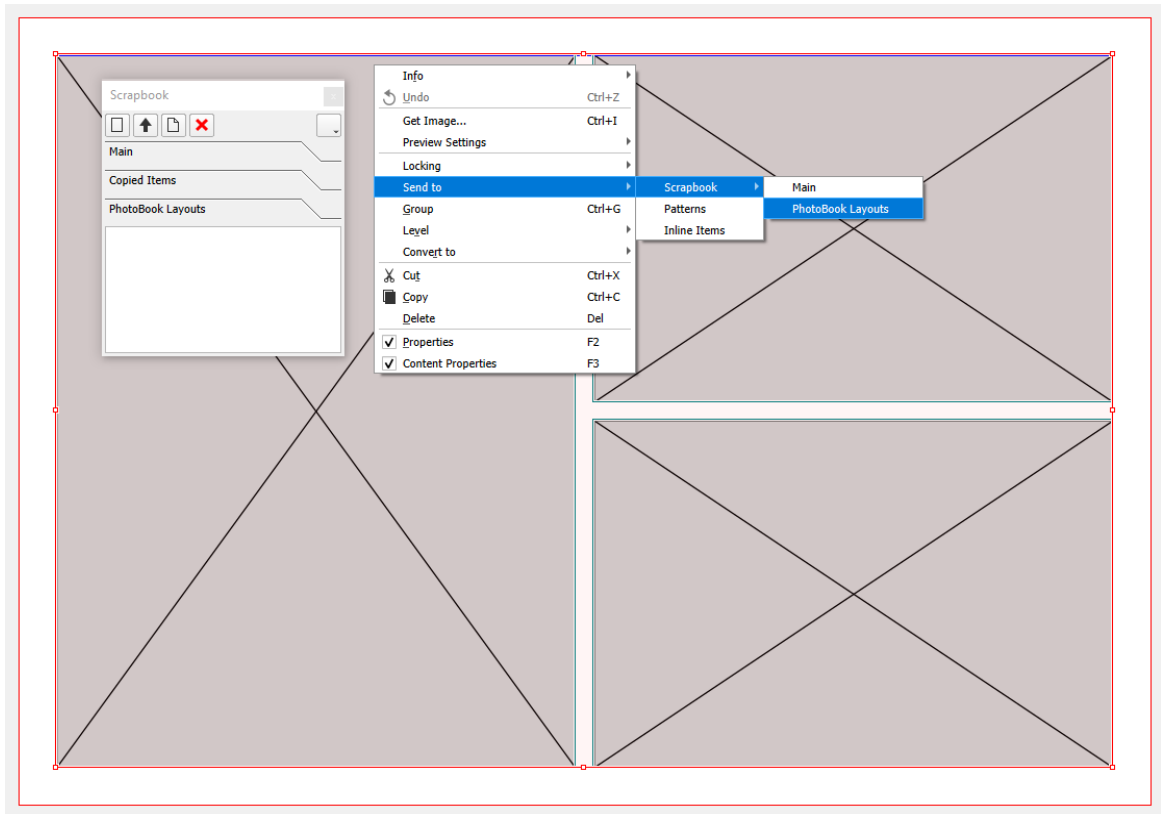 Scrapbook
Main
Copied Items
PhotoBook Layouts
Info
Undo Ctrl+Z
Get Image... Ctrl+I
Preview Settings
Locking
Send to
Group Ctrl+G
Level
Convert to
Cut Ctrl+X
Copy Ctrl+C
Delete Del
Properties F2
Content Properties F3
Scrapbook
Patterns
Inline Items
Main
PhotoBook Layouts